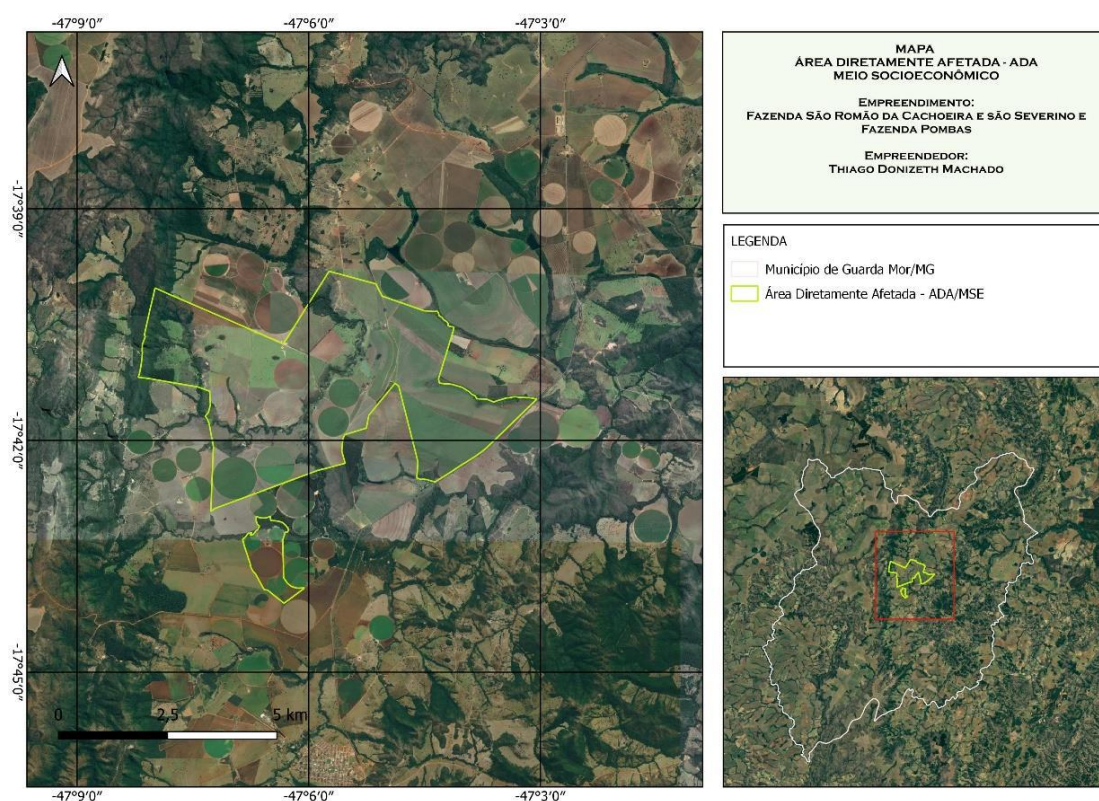 -47°9'0" -47°6'0" -47°3'0"
-17°39'0"
-17°42'0"
-17°45'0"
0 2,5 5 km
-47°9'0" -47°6'0" -47°3'0"
MAPA
ÁREA DIRETAMENTE AFETADA - ADA
MEIO SOCIOECONÔMICO
EMPREENDIMENTO:
FAZENDA SÃO ROMÃO DA CACHOEIRA E SÃO SEVERINO E
FAZENDA POMBAS
EMPREENDEDOR:
THIAGO DONIZETH MACHADO
LEGENDA
Município de Guarda Mor/MG
Área Diretamente Afetada - ADA/MSE